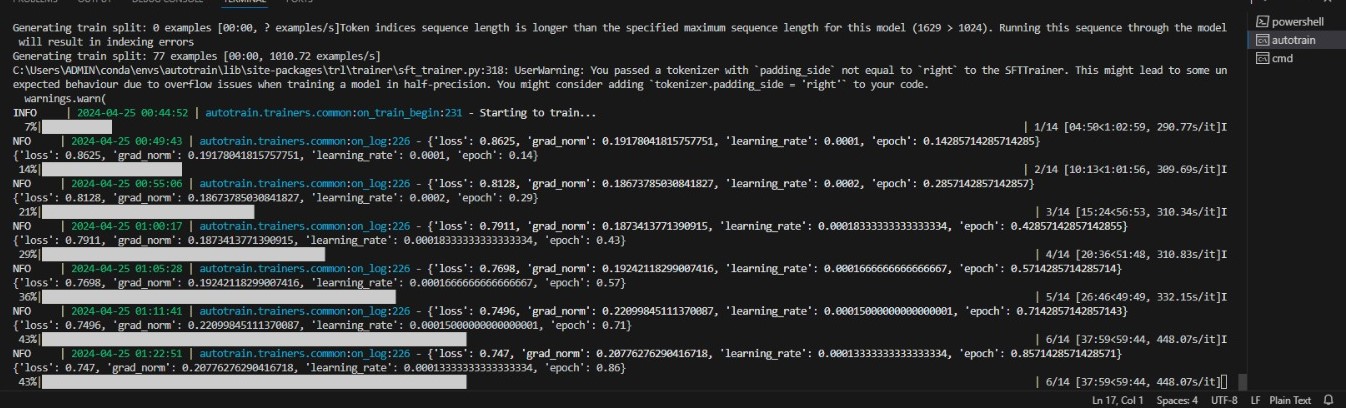 PROBLEMS OUTPUT TERMINAL PORTS
Generating train split: 0 examples [00:00, ? examples/s]Token indices sequence length is longer than the specified maximum sequence length for this model (1629 > 1024). Running this sequence through the model
will result in indexing errors
Generating train split: 77 examples [00:00, 1010.72 examples/s]
C:\Users\ADMIN\conda\envs\autotrain\lib\site-packages\trl\trainer\sft_trainer.py:318: UserWarning: You passed a tokenizer with `padding_side` not equal to `right` to the SFTTrainer. This might lead to some un
expected behaviour due to overflow issues when training a model in half-precision. You might consider adding `tokenizer.padding_side = 'right'` to your code.
warnings.warn(
INFO | 2024-04-25 00:44:52 | autotrain.trainers.common:on_train_begin:231 - Starting to train...
7%| | 1/14 [04:50<1:02:59, 290.77s/it]I
NFO | 2024-04-25 00:49:43 | autotrain.trainers.common:on_log:226 - {'loss': 0.8625, 'grad_norm': 0.19178041815757751, 'learning_rate': 0.0001, 'epoch': 0.14285714285714285}
{'loss': 0.8625, 'grad_norm': 0.19178041815757751, 'learning_rate': 0.0001, 'epoch': 0.14}
14%| | 2/14 [10:13<1:01:56, 309.69s/it]I
NFO | 2024-04-25 00:55:06 | autotrain.trainers.common:on_log:226 - {'loss': 0.8128, 'grad_norm': 0.18673785030841827, 'learning_rate': 0.0002, 'epoch': 0.2857142857142857}
{'loss': 0.8128, 'grad_norm': 0.18673785030841827, 'learning_rate': 0.0002, 'epoch': 0.29}
21%| | 3/14 [15:24<56:53, 310.34s/it]I
NFO | 2024-04-25 01:00:17 | autotrain.trainers.common:on_log:226 - {'loss': 0.7911, 'grad_norm': 0.1873413771390915, 'learning_rate': 0.00018333333333333334, 'epoch': 0.42857142857142855}
{'loss': 0.7911, 'grad_norm': 0.1873413771390915, 'learning_rate': 0.00018333333333333334, 'epoch': 0.43}
29%| | 4/14 [20:36<51:48, 310.83s/it]I
NFO | 2024-04-25 01:05:28 | autotrain.trainers.common:on_log:226 - {'loss': 0.7698, 'grad_norm': 0.19242118299007416, 'learning_rate': 0.0001666666666666667, 'epoch': 0.5714285714285714}
{'loss': 0.7698, 'grad_norm': 0.19242118299007416, 'learning_rate': 0.0001666666666666667, 'epoch': 0.57}
36%| | 5/14 [26:46<49:49, 332.15s/it]I
NFO | 2024-04-25 01:11:41 | autotrain.trainers.common:on_log:226 - {'loss': 0.7496, 'grad_norm': 0.22099845111370087, 'learning_rate': 0.00015000000000000001, 'epoch': 0.7142857142857143}
{'loss': 0.7496, 'grad_norm': 0.22099845111370087, 'learning_rate': 0.00015000000000000001, 'epoch': 0.71}
43%| | 6/14 [37:59<59:44, 448.07s/it]I
NFO | 2024-04-25 01:22:51 | autotrain.trainers.common:on_log:226 - {'loss': 0.747, 'grad_norm': 0.20776276290416718, 'learning_rate': 0.00013333333333333334, 'epoch': 0.8571428571428571}
{'loss': 0.747, 'grad_norm': 0.20776276290416718, 'learning_rate': 0.00013333333333333334, 'epoch': 0.86}
43%| | 6/14 [37:59<59:44, 448.07s/it]
powershell
autotrain
cmd
Ln 17, Col 1 Spaces: 4 UTF-8 LF Plain Text